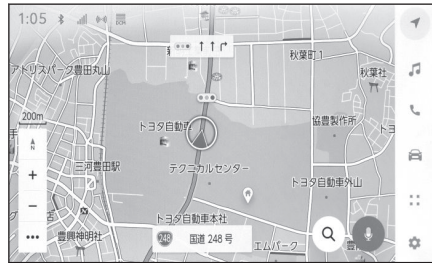 1:05
DCM
秋葉町1
アドリスパーク豊田丸山
秋葉社
200m
トヨタ自動車
協豊製作所
N
三河豊田駅
テクニカルセンター
トヨタ自動車外山
トヨタ自動車本社
248
国道 248 号
豊興神明社
エムパーク